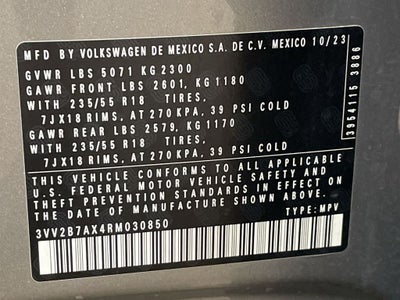 MFD BY VOLKSWAGEN DE MEXICO S.A. DE C.V. MEXICO 10/23
GVWR LBS 5071 KG 2300
GAWR FRONT LBS 2601, KG 1180
WITH 235/55 R18 TIRES,
7JX18 RIMS, AT 270 KPA, 39 PSI COLD
GAWR REAR LBS 2579, KG 1170
WITH 235/55 R18 TIRES,
7JX18 RIMS, AT 270 KPA, 39 PSI COLD
THIS VEHICLE CONFORMS TO ALL APPLICABLE
U.S. FEDERAL MOTOR VEHICLE SAFETY AND
THEFT PREVENTION STANDARDS IN EFFECT ON
THE DATE OF MANUFACTURE SHOWN ABOVE.
3VV2B7AX4RM030850 TYPE: MPV
3954115 3886